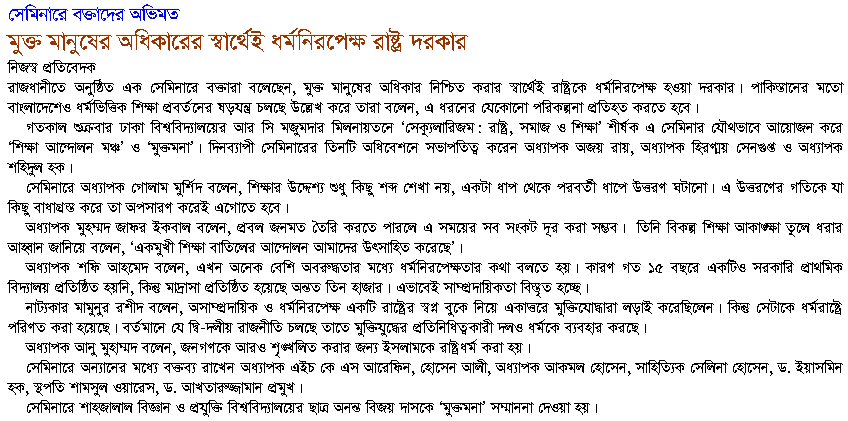 সেমিনারে বক্তাদের অভিমত
মুক্ত মানুষের অধিকারের স্বার্থেই ধর্মনিরপেক্ষ রাষ্ট্র দরকার
নিজস্ব প্রতিবেদক
রাজধানীতে অনুষ্ঠিত এক সেমিনারে বক্তারা বলেছেন, মুক্ত মানুষের অধিকার নিশ্চিত করার স্বার্থেই রাষ্ট্রকে ধর্মনিরপেক্ষ হওয়া দরকার। পাকিস্তানের মতো
বাংলাদেশেও ধর্মভিত্তিক শিক্ষা প্রবর্তনের ষড়যন্ত্র চলছে উল্লেখ করে তারা বলেন, এ ধরনের যেকোনো পরিকল্পনা প্রতিহত করতে হবে।
গতকাল শুক্রবার ঢাকা বিশ্ববিদ্যালয়ের আর সি মজুমদার মিলনায়তনে ‘সেক্যুলারিজম : রাষ্ট্র, সমাজ ও শিক্ষা’ শীর্ষক এ সেমিনার যৌথভাবে আয়োজন করে
‘শিক্ষা আন্দোলন মঞ্চ’ ও ‘মুক্তমনা’। দিনব্যাপী সেমিনারের তিনটি অধিবেশনে সভাপতিত্ব করেন অধ্যাপক অজয় রায়, অধ্যাপক হিরণ্ময় সেনগুপ্ত ও অধ্যাপক
শহিদুল হক।
সেমিনারে অধ্যাপক গোলাম মুর্শিদ বলেন, শিক্ষার উদ্দেশ্য শুধু কিছু শব্দ শেখা নয়, একটা ধাপ থেকে পরবর্তী ধাপে উত্তরণ ঘটানো। এ উত্তরণের গতিকে যা
কিছু বাধাগ্রস্ত করে তা অপসারণ করেই এগোতে হবে।
অধ্যাপক মুহম্মদ জাফর ইকবাল বলেন, প্রবল জনমত তৈরি করতে পারলে এ সময়ের সব সংকট দূর করা সম্ভব। তিনি বিকল্প শিক্ষা আকাঙ্ক্ষা তুলে ধরার
আহ্বান জানিয়ে বলেন, ‘একমুখী শিক্ষা বাতিলের আন্দোলন আমাদের উৎসাহিত করেছে’।
অধ্যাপক শফি আহমেদ বলেন, এখন অনেক বেশি অবরুদ্ধতার মধ্যে ধর্মনিরপেক্ষতার কথা বলতে হয়। কারণ গত ১৫ বছরে একটিও সরকারি প্রাথমিক
বিদ্যালয় প্রতিষ্ঠিত হয়নি, কিন্তু মাদ্রাসা প্রতিষ্ঠিত হয়েছে অন্তত তিন হাজার। এভাবেই সাম্প্রদায়িকতা বিস্তৃত হচ্ছে।
নাট্যকার মামুনুর রশীদ বলেন, অসাম্প্রদায়িক ও ধর্মনিরপেক্ষ একটি রাষ্ট্রের স্বপ্ন বুকে নিয়ে একাত্তরে মুক্তিযোদ্ধারা লড়াই করেছিলেন। কিন্তু সেটাকে ধর্মরাষ্ট্রে
পরিণত করা হয়েছে। বর্তমানে যে দ্বি-দলীয় রাজনীতি চলছে তাতে মুক্তিযুদ্ধের প্রতিনিধিত্বকারী দলও ধর্মকে ব্যবহার করছে।
অধ্যাপক আনু মুহাম্মদ বলেন, জনগণকে আরও শৃঙ্খলিত করার জন্য ইসলামকে রাষ্ট্রধর্ম করা হয়।
সেমিনারে অন্যান্যের মধ্যে বক্তব্য রাখেন অধ্যাপক এইচ কে এস আরেফিন, হোসেন আলী, অধ্যাপক আকমল হোসেন, সাহিত্যিক সেলিনা হোসেন, ড. ইয়াসমিন
হক, স্থপতি শামসুল ওয়ারেস, ড. আখতারুজ্জামান প্রমুখ।
সেমিনারে শাহজালাল বিজ্ঞান ও প্রযুক্তি বিশ্ববিদ্যালয়ের ছাত্র অনন্ত বিজয় দাসকে ‘মুক্তমনা’ সম্মাননা দেওয়া হয়।